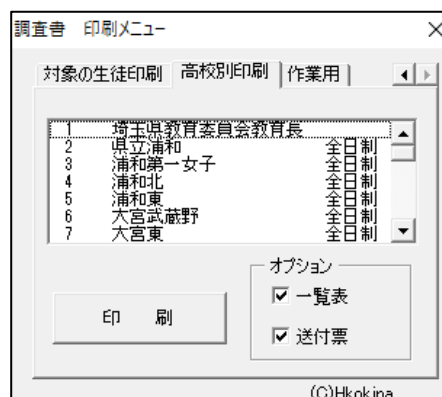 調査書　印刷メニュー
対象の生徒印刷 高校別印刷 作業用
1 埼玉県教育委員会教育長
2 県立浦和 全日制
3 浦和第一女子 全日制
4 浦和北 全日制
5 浦和東 全日制
6 大宮武蔵野 全日制
7 大宮東 全日制
オプション
一覧表
送付票
印　刷
(C)Hkokina